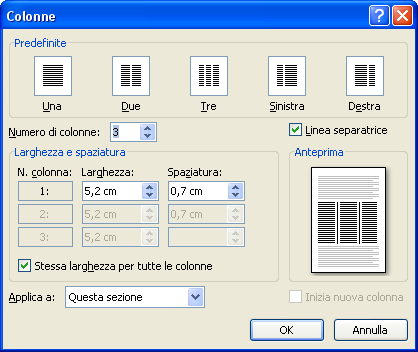 Colonne
Predefinite
Una Due Tre Sinistra Destra
Numero di colonne: 3 Linea separatrice
Larghezza e spaziatura Anteprima
N. colonna: Larghezza: Spaziatura:
1: 5,2 cm 0,7 cm
2: 5,2 cm 0,7 cm
3: 5,2 cm
Stessa larghezza per tutte le colonne
Applica a: Questa sezione Inizia nuova colonna
OK Annulla